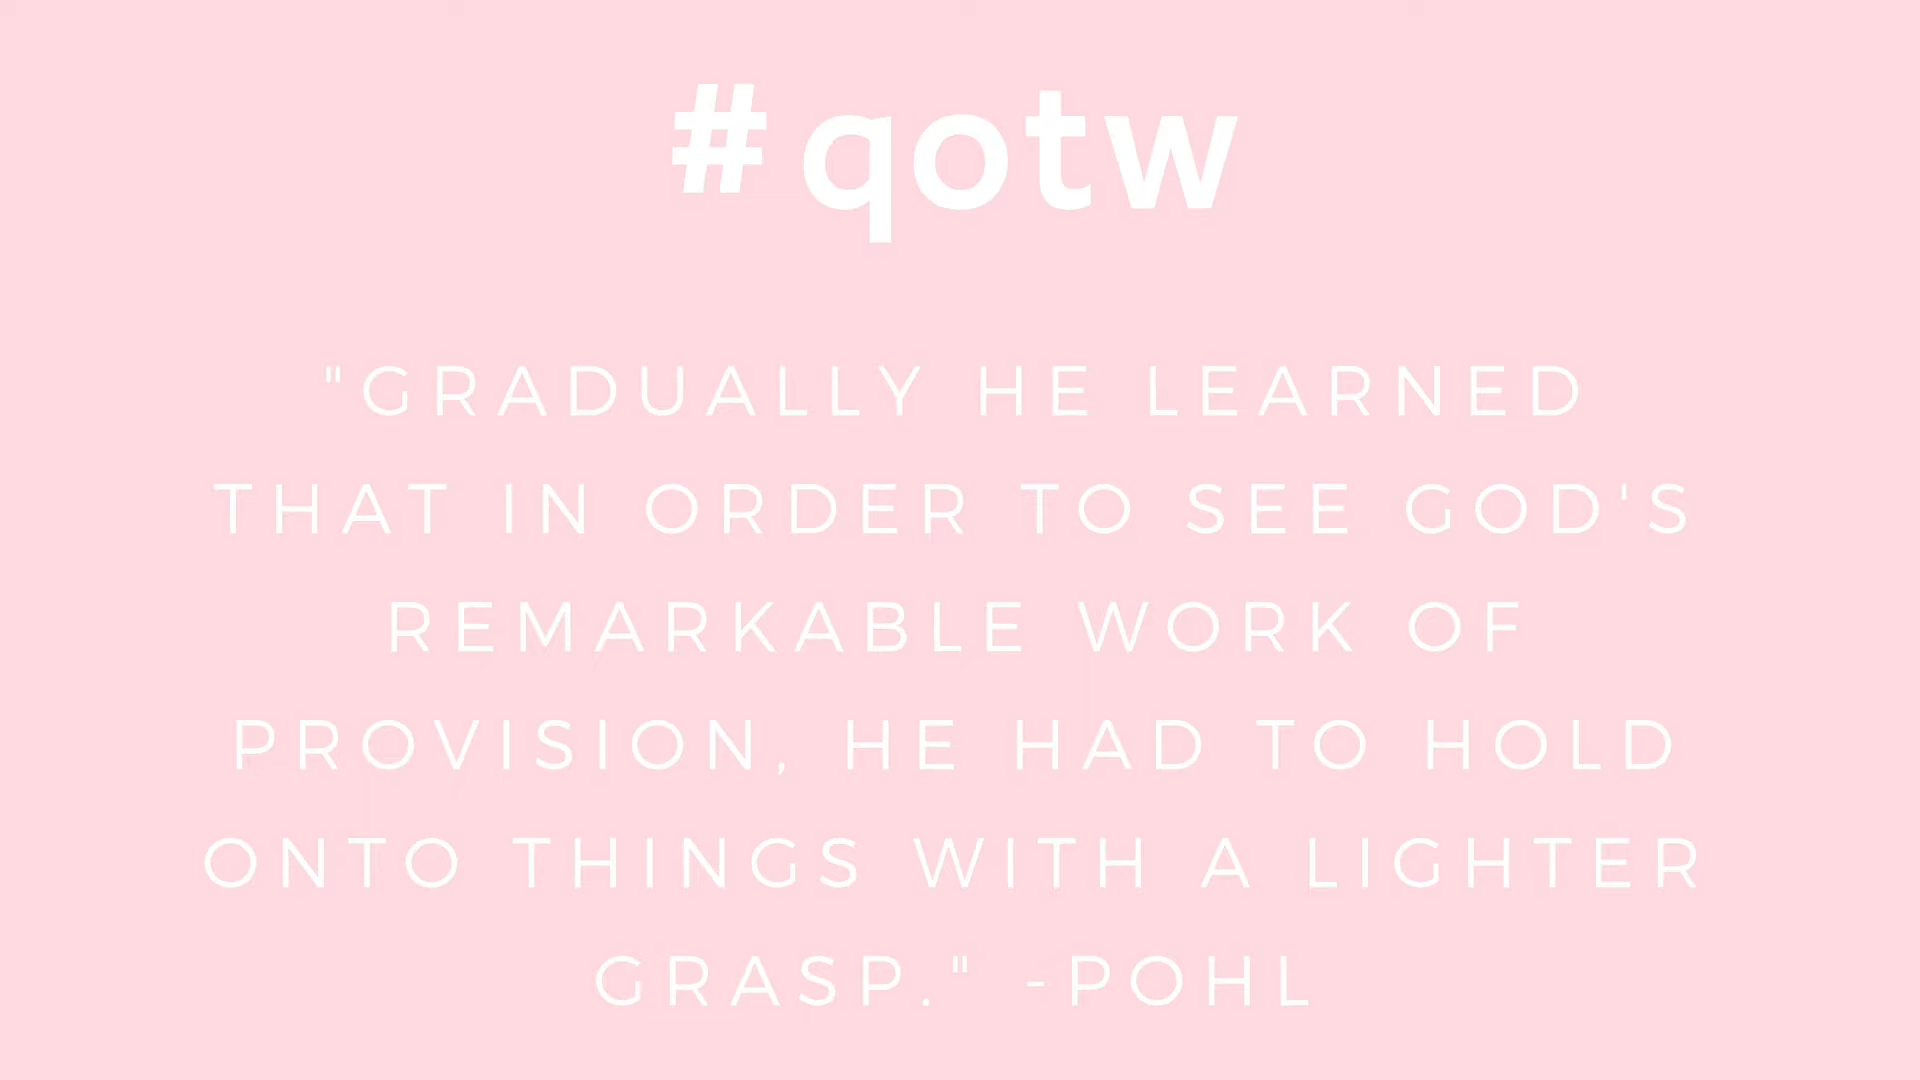 #qotw
"GRADUALLY HE LEARNED
THAT IN ORDER TO SEE GOD'S
REMARKABLE WORK OF
PROVISION, HE HAD TO HOLD
ONTO THINGS WITH A LIGHTER
GRASP." -POHL